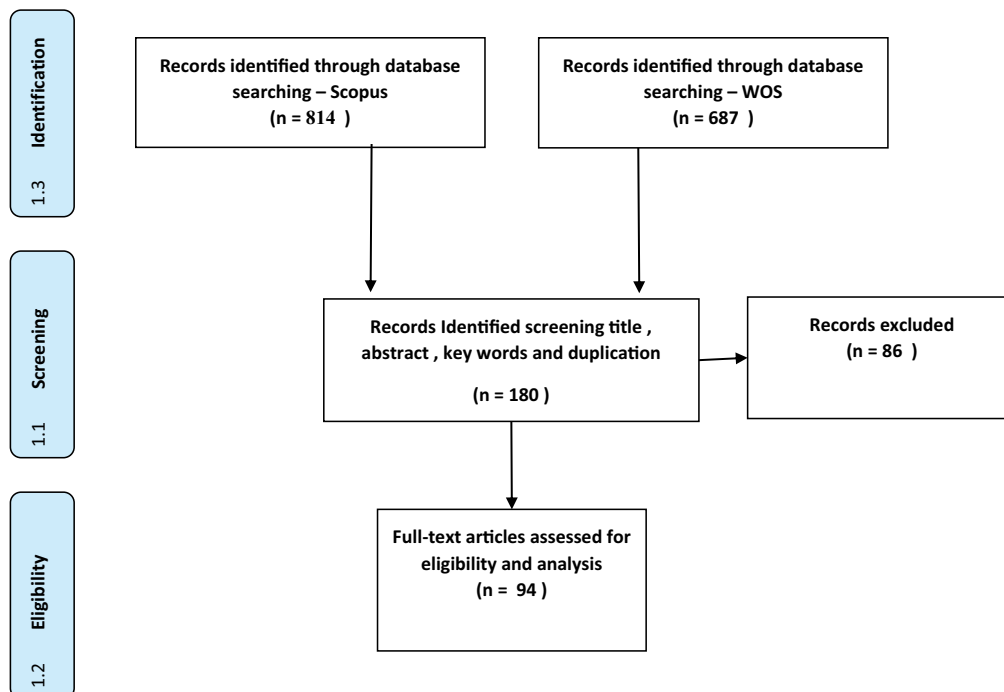 1.3 Identification
Records identified through database
searching – Scopus
(n = 814 )
Records identified through database
searching – WOS
(n = 687 )
1.1 Screening
Records Identified screening title ,
abstract , key words and duplication
(n = 180 )
Records excluded
(n = 86 )
1.2 Eligibility
Full-text articles assessed for
eligibility and analysis
(n = 94 )